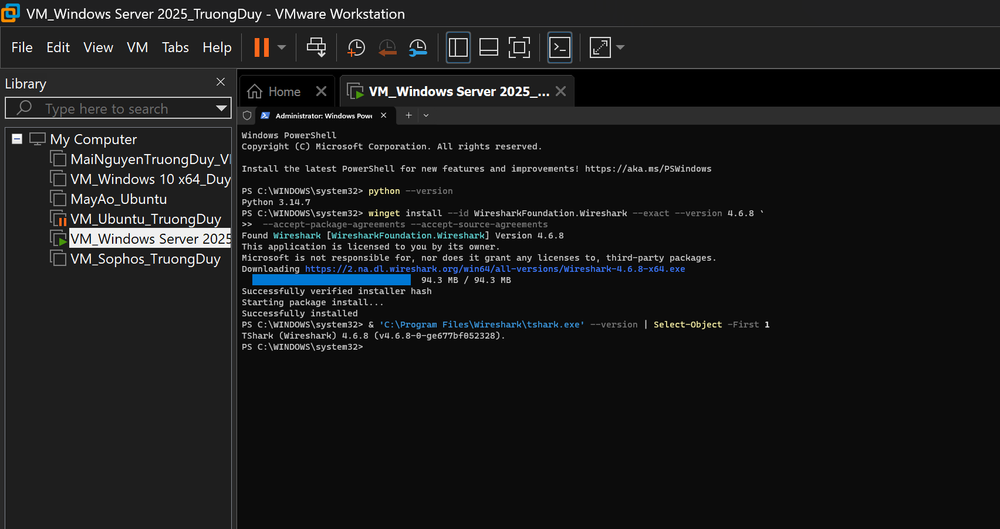 VM_Windows Server 2025_TruongDuy - VMware Workstation
File Edit View VM Tabs Help
Library
Type here to search
My Computer
MaiNguyenTruongDuy_VI
VM_Windows 10 x64_Duy
MayAo_Ubuntu
VM_Ubuntu_TruongDuy
VM_Windows Server 2025
VM_Sophos_TruongDuy
Home
VM_Windows Server 2025_...
Administrator: Windows Powe
Windows PowerShell
Copyright (C) Microsoft Corporation. All rights reserved.
Install the latest PowerShell for new features and improvements! https://aka.ms/PSWindows
PS C:\WINDOWS\system32> python --version
Python 3.14.7
PS C:\WINDOWS\system32> winget install --id WiresharkFoundation.Wireshark --exact --version 4.6.8 `
>>  --accept-package-agreements --accept-source-agreements
Found Wireshark [WiresharkFoundation.Wireshark] Version 4.6.8
This application is licensed to you by its owner.
Microsoft is not responsible for, nor does it grant any licenses to, third-party packages.
Downloading https://2.na.dl.wireshark.org/win64/all-versions/Wireshark-4.6.8-x64.exe
94.3 MB / 94.3 MB
Successfully verified installer hash
Starting package install...
Successfully installed
PS C:\WINDOWS\system32> & 'C:\Program Files\Wireshark\tshark.exe' --version | Select-Object -First 1
TShark (Wireshark) 4.6.8 (v4.6.8-0-ge677bf052328).
PS C:\WINDOWS\system32>